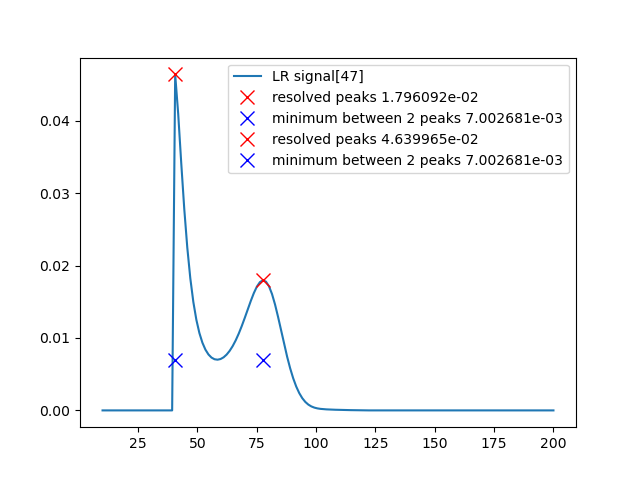 LR signal[47]
resolved peaks 1.796092e-02
minimum between 2 peaks 7.002681e-03
resolved peaks 4.639965e-02
minimum between 2 peaks 7.002681e-03
0.04
0.03
0.02
0.01
0.00
25 50 75 100 125 150 175 200